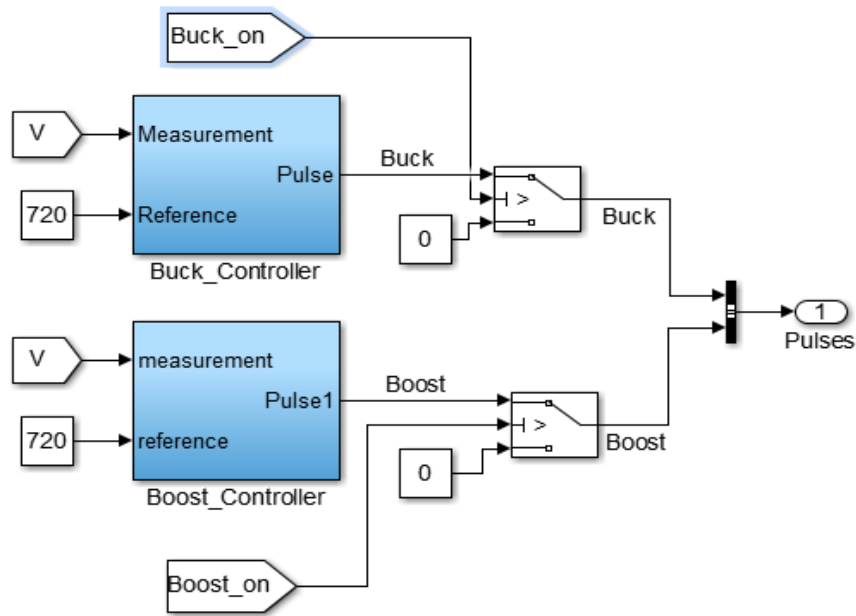 Buck_on
V
Measurement
Pulse
Buck
720
Reference
0
>
Buck
Buck_Controller
1
Pulses
V
measurement
Pulse1
Boost
720
reference
0
>
Boost
Boost_Controller
Boost_on